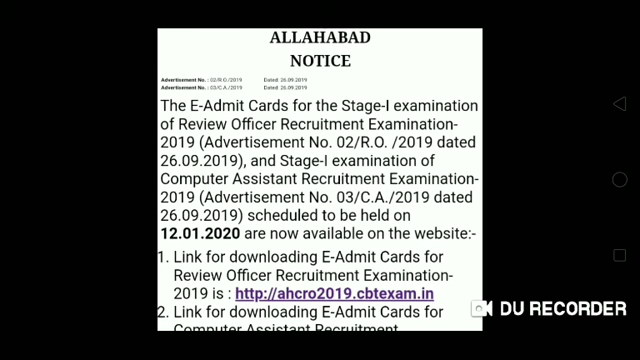 ALLAHABAD
NOTICE
Advertisement No. : 02/R.O./2019 Dated: 26.09.2019
Advertisement No. : 03/C.A./2019 Dated: 26.09.2019
The E-Admit Cards for the Stage-I examination
of Review Officer Recruitment Examination-
2019 (Advertisement No. 02/R.O. /2019 dated
26.09.2019), and Stage-I examination of
Computer Assistant Recruitment Examination-
2019 (Advertisement No. 03/C.A./2019 dated
26.09.2019) scheduled to be held on
12.01.2020 are now available on the website:-
1. Link for downloading E-Admit Cards for
Review Officer Recruitment Examination-
2019 is : http://ahcro2019.cbtexam.in
2. Link for downloading E-Admit Cards for
Computer Assistant Recruitment
DU RECORDER